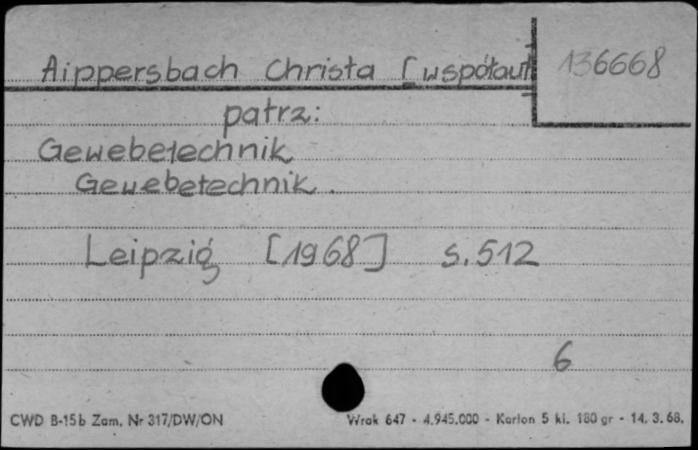 Aippersbach Christa [współaut 136668
patrz:
Gewebetechnik
Gewebetechnik.
Leipzig [1968] s.512
6
CWD B-15b Zam. Nr 317/DW/ON Wrak 647 - 4.945.000 - Karton 5 kl. 180 gr - 14. 3. 68.